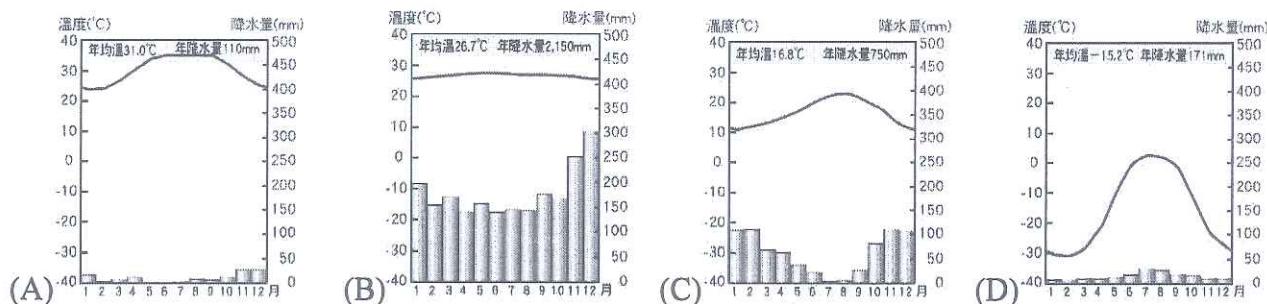 (A)
溫度(℃) 降水量(mm)
年均溫31.0℃ 年降水量110mm
40 30 20 10 0 -10 -20 -30 -40
500 450 400 350 300 250 200 150 100 50 0
1 2 3 4 5 6 7 8 9 10 11 12 月
(B)
溫度(℃) 降水量(mm)
年均溫26.7℃ 年降水量2,150mm
40 30 20 10 0 -10 -20 -30 -40
500 450 400 350 300 250 200 150 100 50 0
1 2 3 4 5 6 7 8 9 10 11 12 月
(C)
溫度(℃) 降水量(mm)
年均溫16.8℃ 年降水量750mm
40 30 20 10 0 -10 -20 -30 -40
500 450 400 350 300 250 200 150 100 50 0
1 2 3 4 5 6 7 8 9 10 11 12 月
(D)
溫度(℃) 降水量(mm)
年均溫－15.2℃ 年降水量171mm
40 30 20 10 0 -10 -20 -30 -40
500 450 400 350 300 250 200 150 100 50 0
1 2 3 4 5 6 7 8 9 10 11 12 月